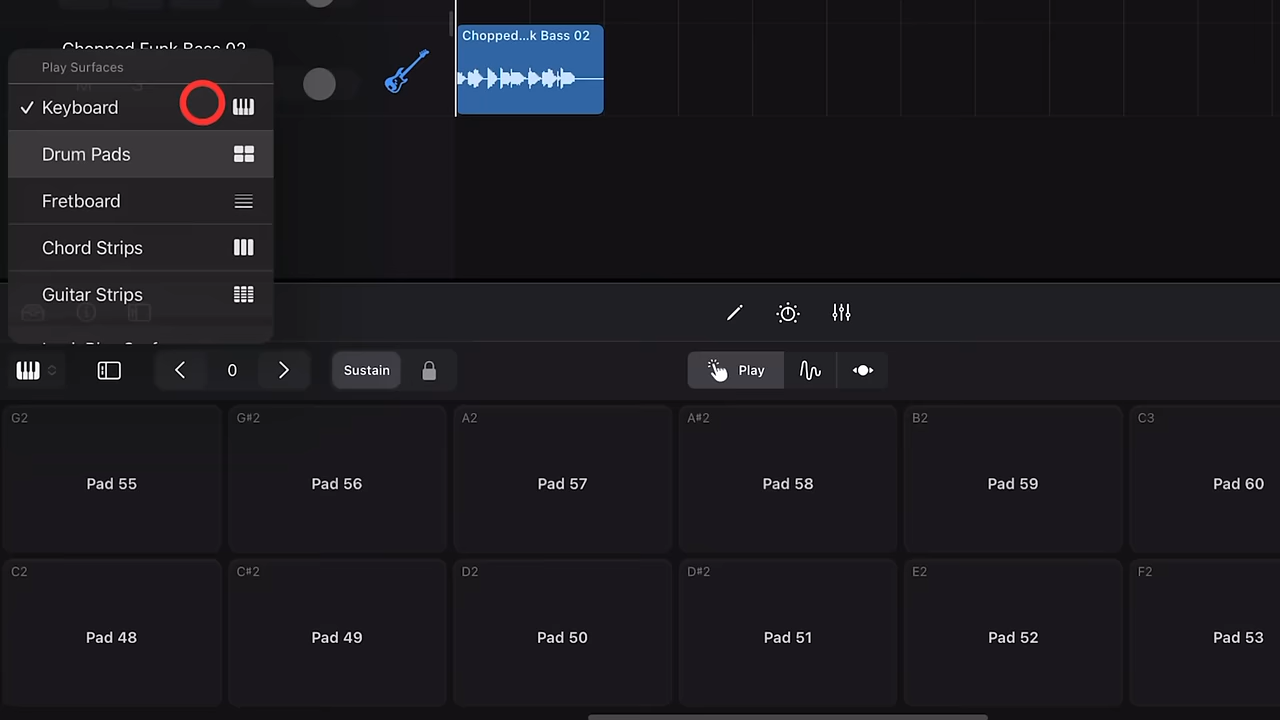 Chopped Funk Bass 02
Chopped...k Bass 02
Play Surfaces
Keyboard
Drum Pads
Fretboard
Chord Strips
Guitar Strips
0
Sustain
Play
G2
G#2
A2
A#2
B2
C3
Pad 55
Pad 56
Pad 57
Pad 58
Pad 59
Pad 60
C2
C#2
D2
D#2
E2
F2
Pad 48
Pad 49
Pad 50
Pad 51
Pad 52
Pad 53